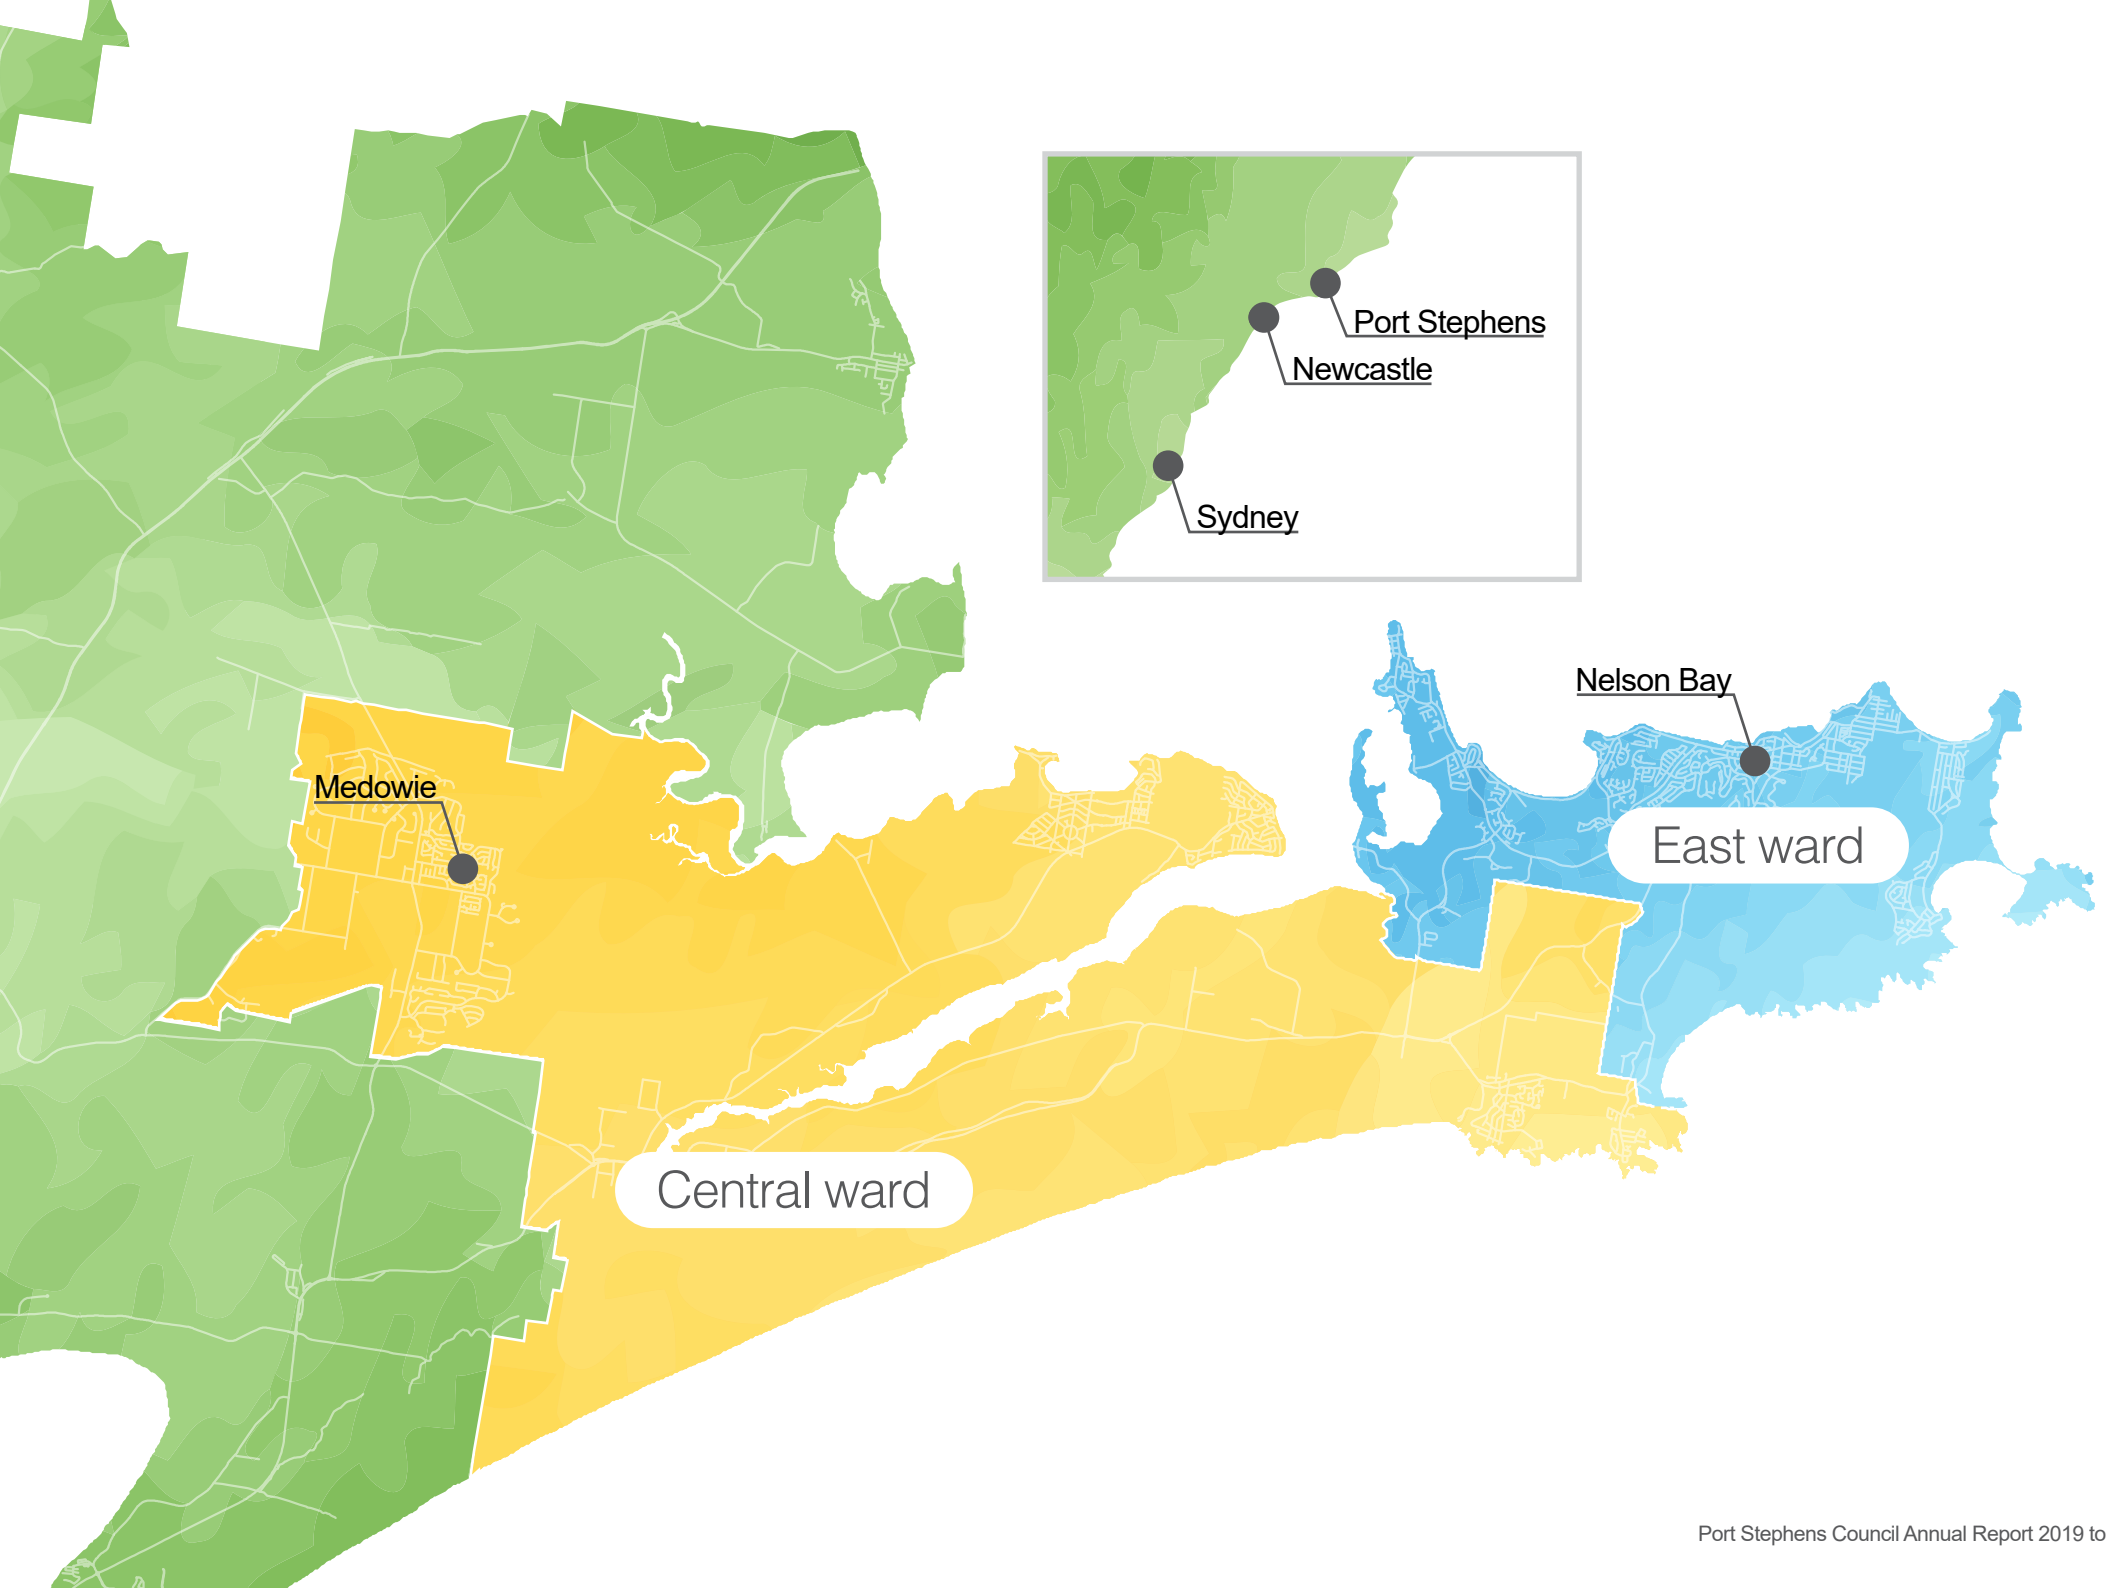 Port Stephens
Newcastle
Sydney
Nelson Bay
Medowie
East ward
Central ward
Port Stephens Council Annual Report 2019 to